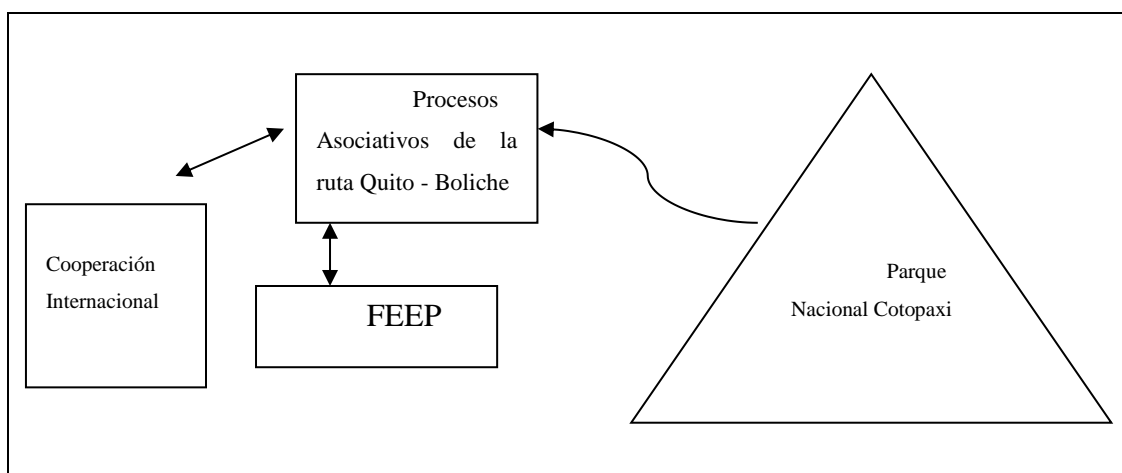 Procesos
Asociativos de la
ruta Quito - Boliche
Cooperación
Internacional
FEEP
Parque
Nacional Cotopaxi